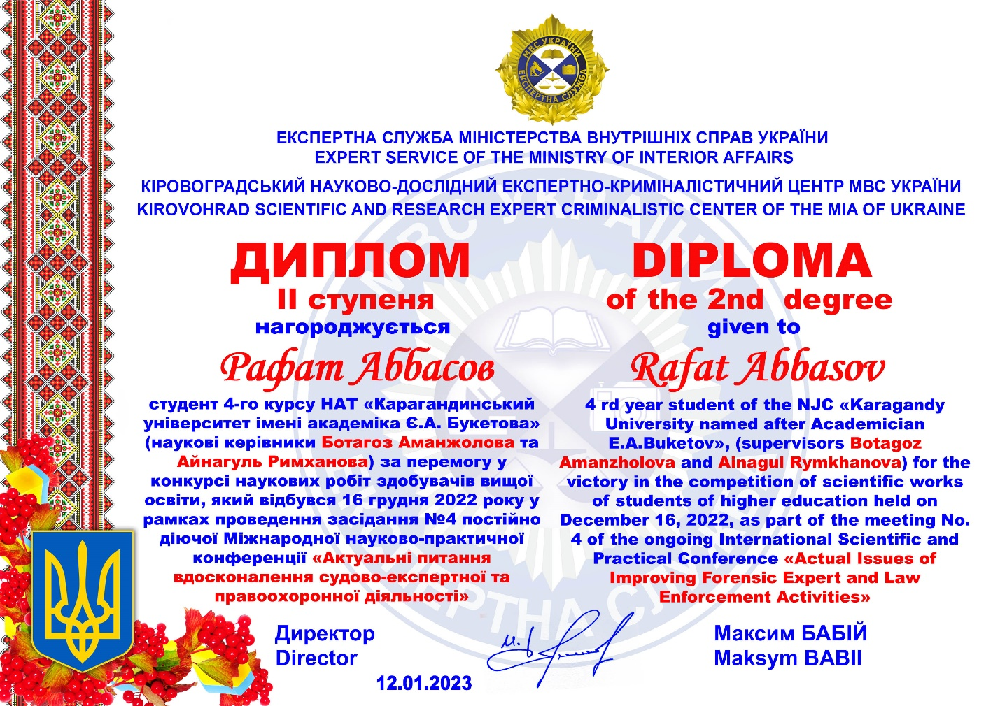 МВС УКРАЇНИ
ЕКСПЕРТНА СЛУЖБА
ЕКСПЕРТНА СЛУЖБА МІНІСТЕРСТВА ВНУТРІШНІХ СПРАВ УКРАЇНИ
EXPERT SERVICE OF THE MINISTRY OF INTERIOR AFFAIRS
КІРОВОГРАДСЬКИЙ НАУКОВО-ДОСЛІДНИЙ ЕКСПЕРТНО-КРИМІНАЛІСТИЧНИЙ ЦЕНТР МВС УКРАЇНИ
KIROVOHRAD SCIENTIFIC AND RESEARCH EXPERT CRIMINALISTIC CENTER OF THE MIA OF UKRAINE
МВС УКРАЇНИ
ЕКСПЕРТНА СЛУЖБА
ДИПЛОМ
II ступеня
нагороджується
Рафат Аббасов
студент 4-го курсу НАТ «Карагандинський
університет імені академіка Є.А. Букетова»
(наукові керівники Ботагоз Аманжолова та
Айнагуль Римханова) за перемогу у
конкурсі наукових робіт здобувачів вищої
освіти, який відбувся 16 грудня 2022 року у
рамках проведення засідання №4 постійно
діючої Міжнародної науково-практичної
конференції «Актуальні питання
вдосконалення судово-експертної та
правоохоронної діяльності»
DIPLOMA
of the 2nd degree
given to
Rafat Abbasov
4 rd year student of the NJC «Karagandy
University named after Academician
E.A.Buketov», (supervisors Botagoz
Amanzholova and Ainagul Rymkhanova) for the
victory in the competition of scientific works
of students of higher education held on
December 16, 2022, as part of the meeting No.
4 of the ongoing International Scientific and
Practical Conference «Actual Issues of
Improving Forensic Expert and Law
Enforcement Activities»
Директор
Director
Максим БАБІЙ
Maksym BABII
12.01.2023